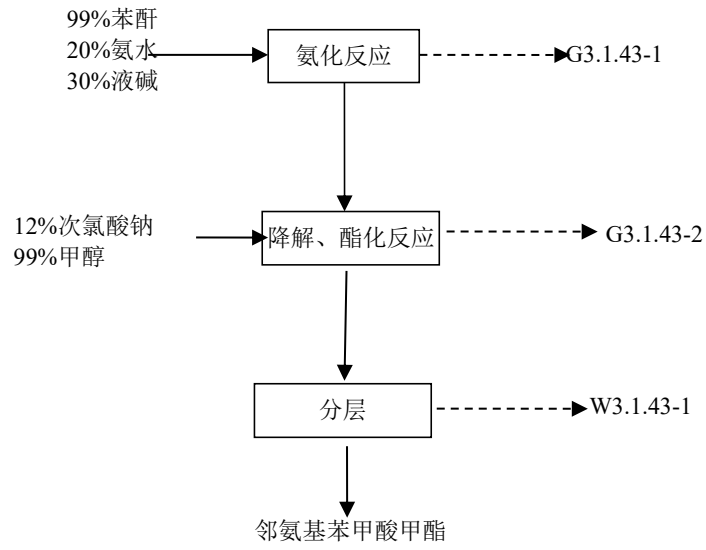 99%苯酐
20%氨水
30%液碱
氨化反应
G3.1.43-1
12%次氯酸钠
99%甲醇
降解、酯化反应
G3.1.43-2
分层
W3.1.43-1
邻氨基苯甲酸甲酯